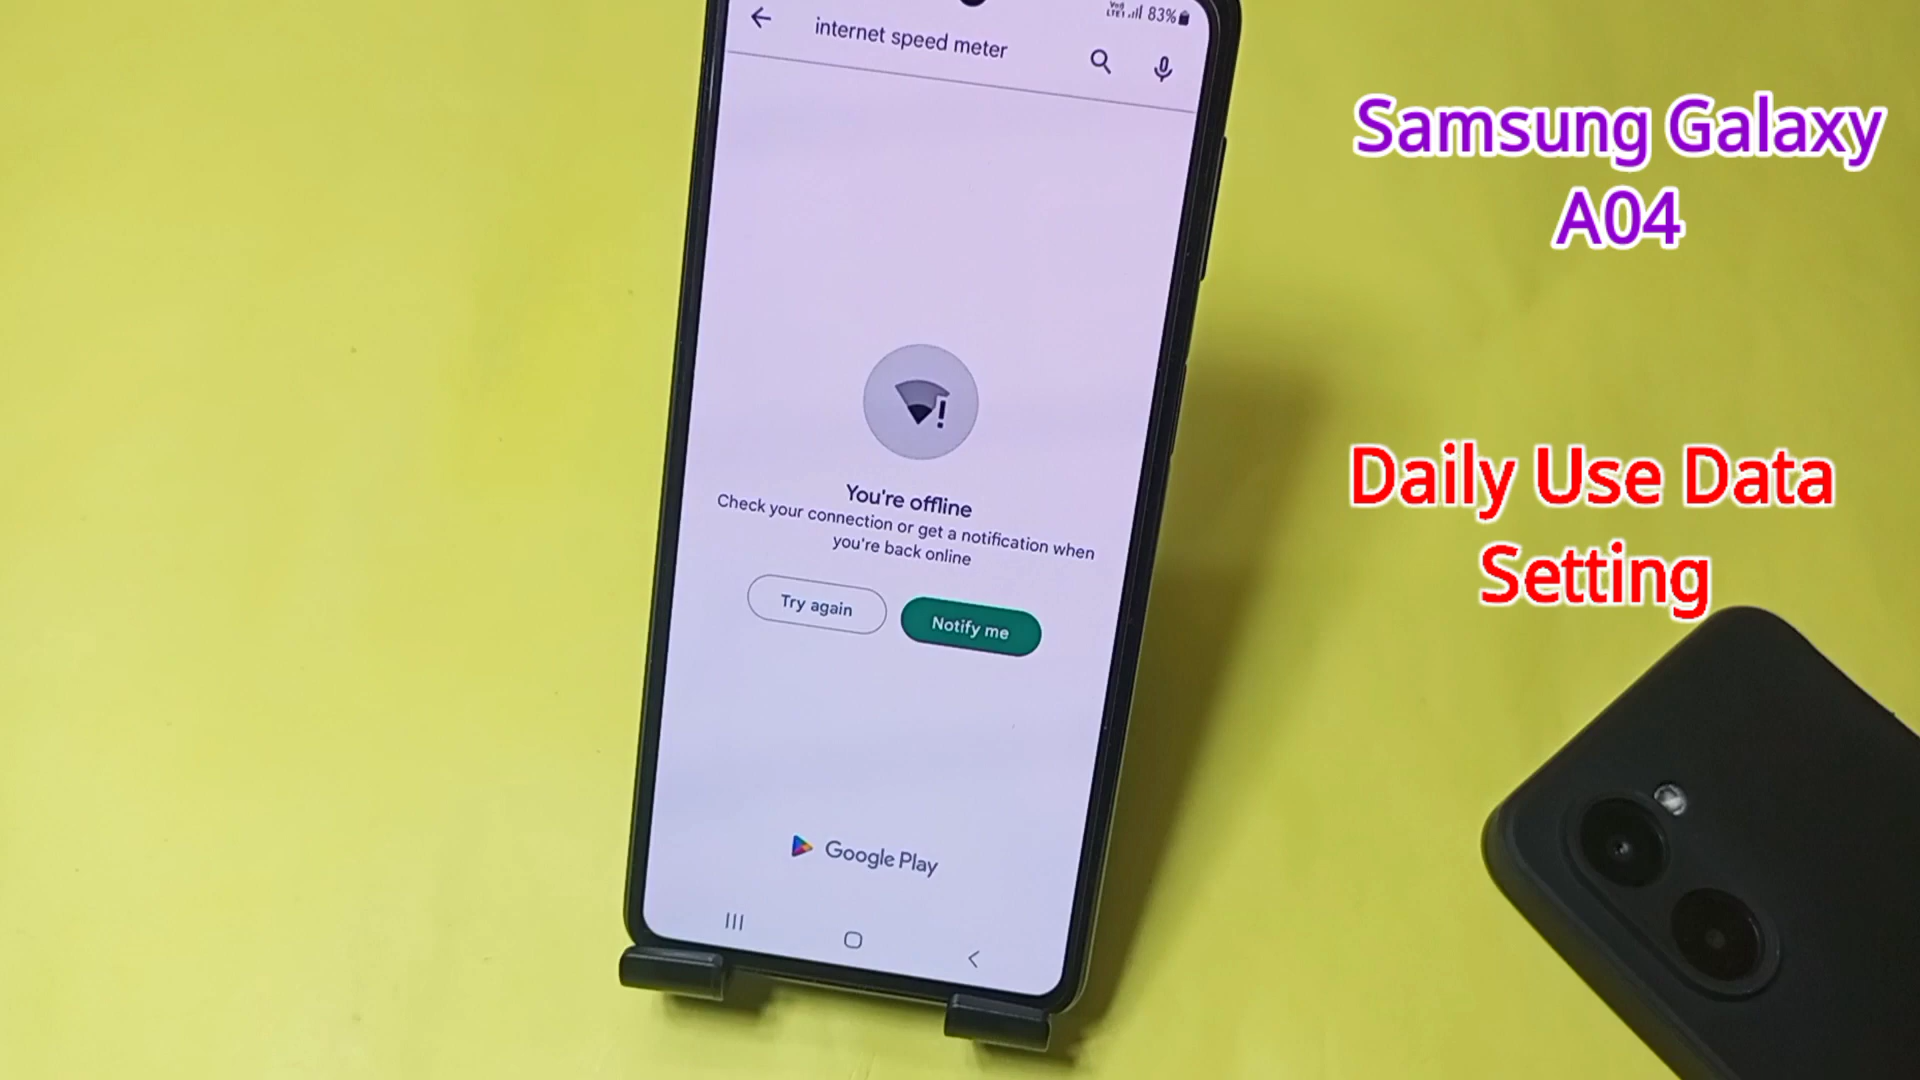 83%
internet speed meter
You're offline
Check your connection or get a notification when
you're back online
Try again
Notify me
Google Play
Samsung Galaxy
A04
Daily Use Data
Setting